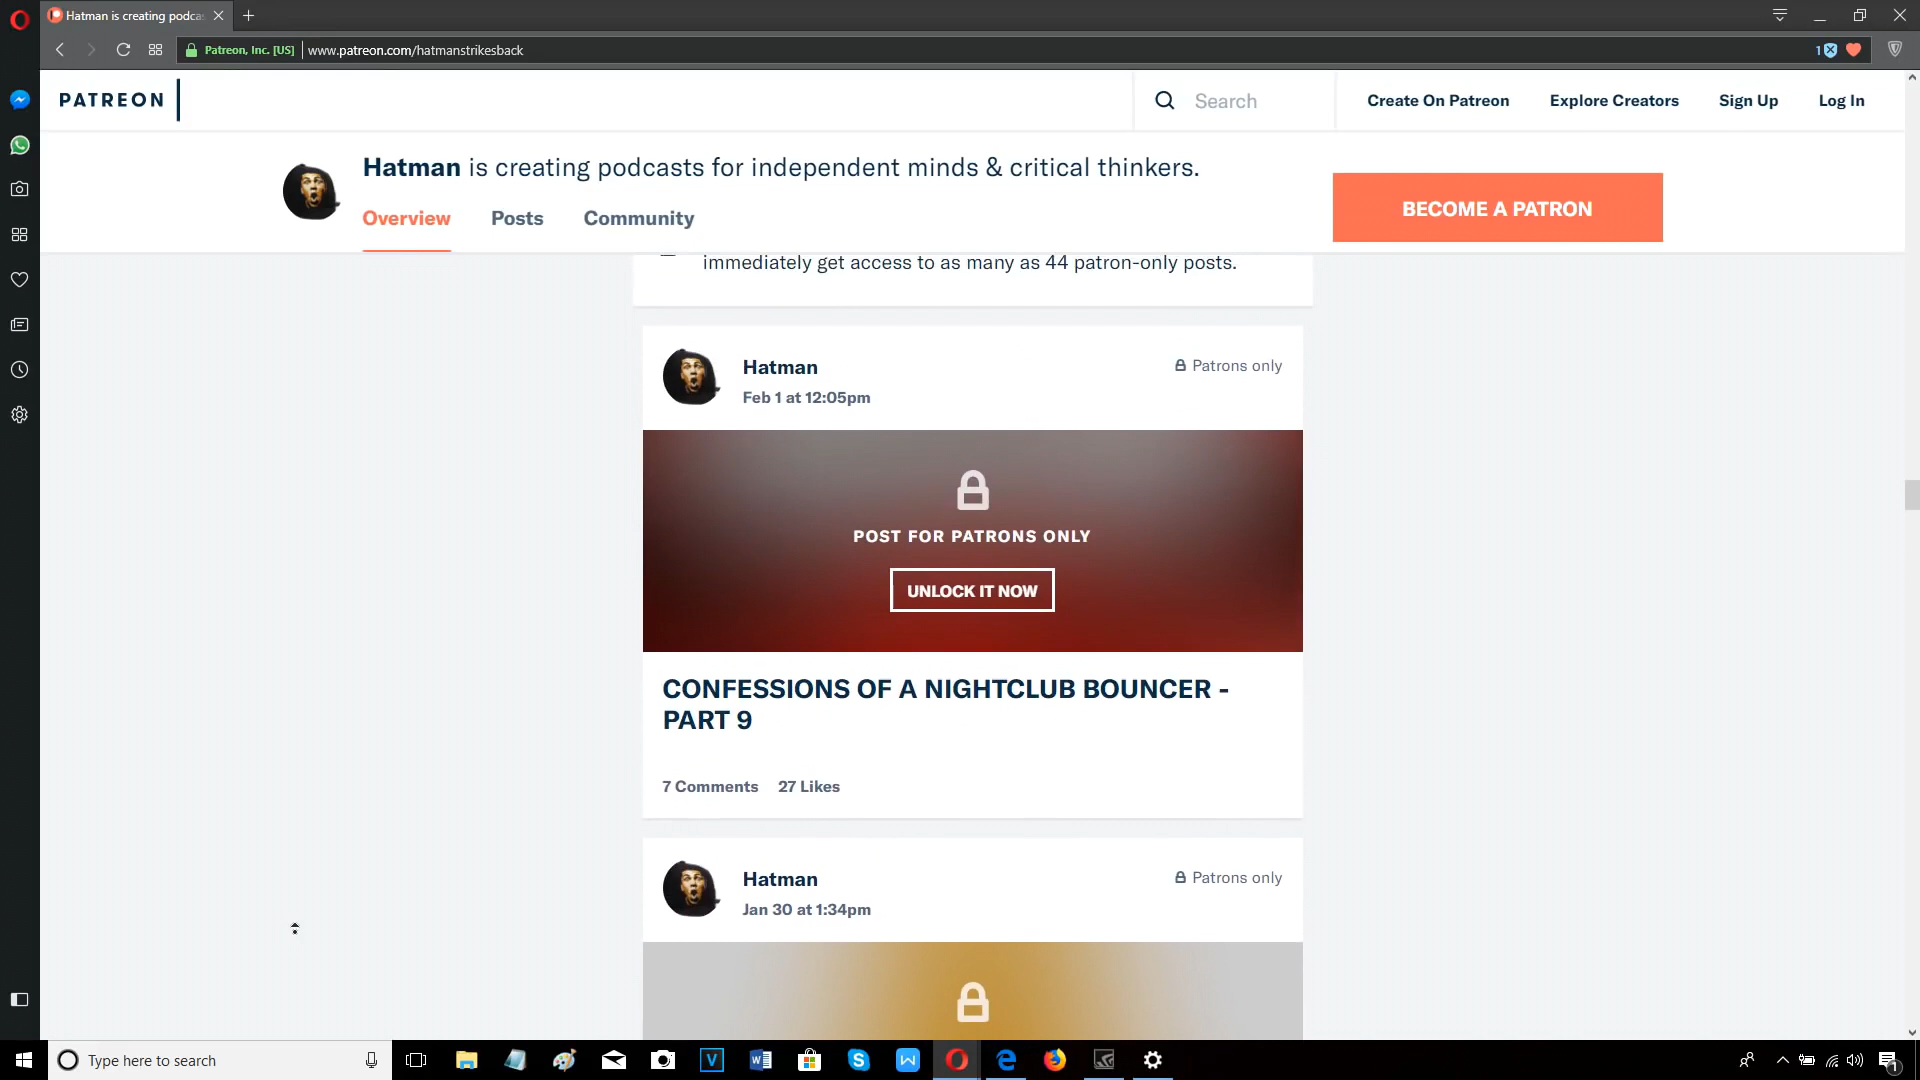 Hatman is creating podca
Patreon, Inc. [US]
www.patreon.com/hatmanstrikesback
1
PATREON
Search
Create On Patreon
Explore Creators
Sign Up
Log In
Hatman is creating podcasts for independent minds & critical thinkers.
Overview
Posts
Community
BECOME A PATRON
immediately get access to as many as 44 patron-only posts.
Hatman
Patrons only
Feb 1 at 12:05pm
POST FOR PATRONS ONLY
UNLOCK IT NOW
CONFESSIONS OF A NIGHTCLUB BOUNCER -
PART 9
7 Comments
27 Likes
Hatman
Patrons only
Jan 30 at 1:34pm
Type here to search
V
W
S
W
1